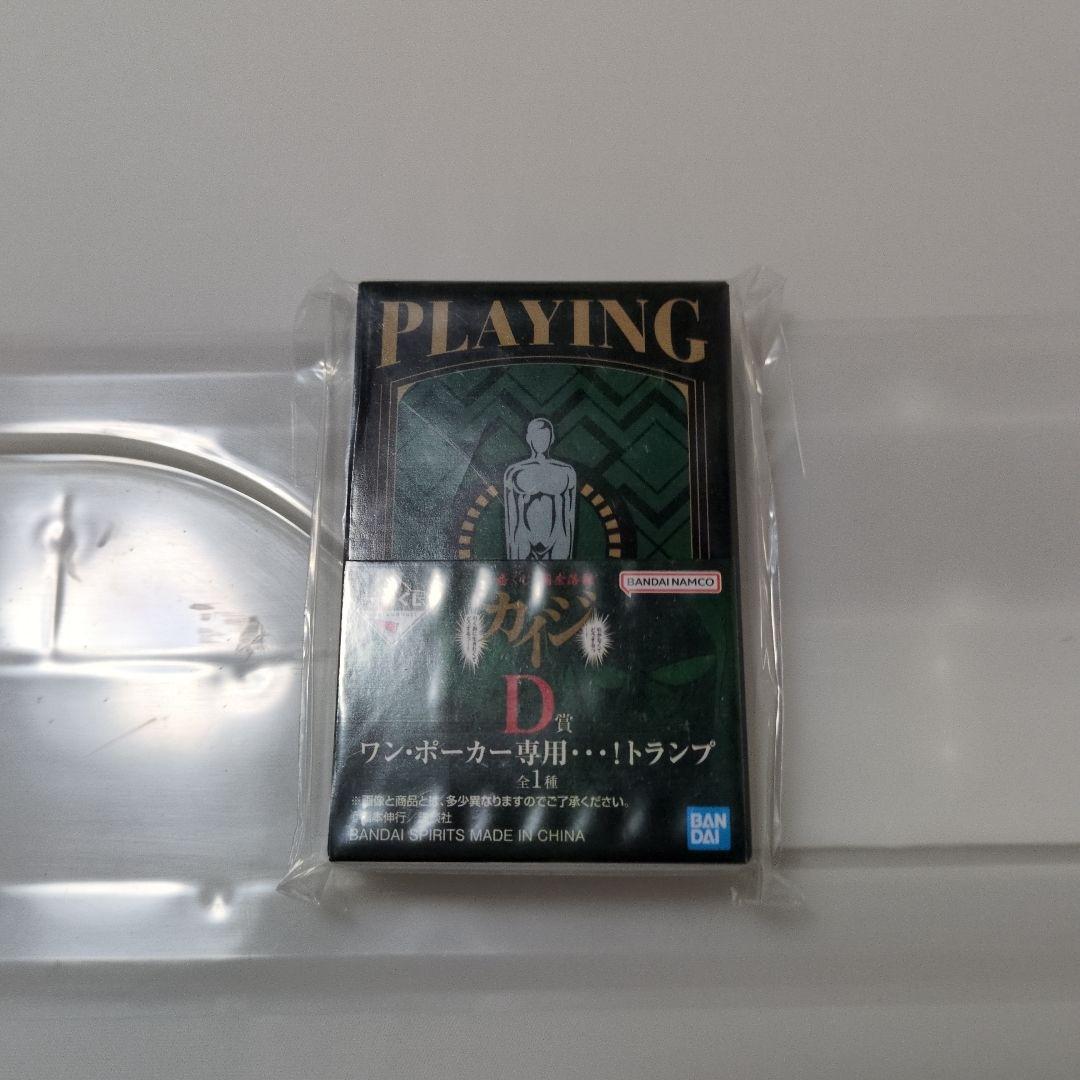 PLAYING
BANDAI NAMCO
カイジ
D賞
ワン・ポーカー専用・・・！トランプ
全1種
※画像と商品とは、多少異なりますのでご了承ください。
BANDAI SPIRITS MADE IN CHINA
BAN
DAI